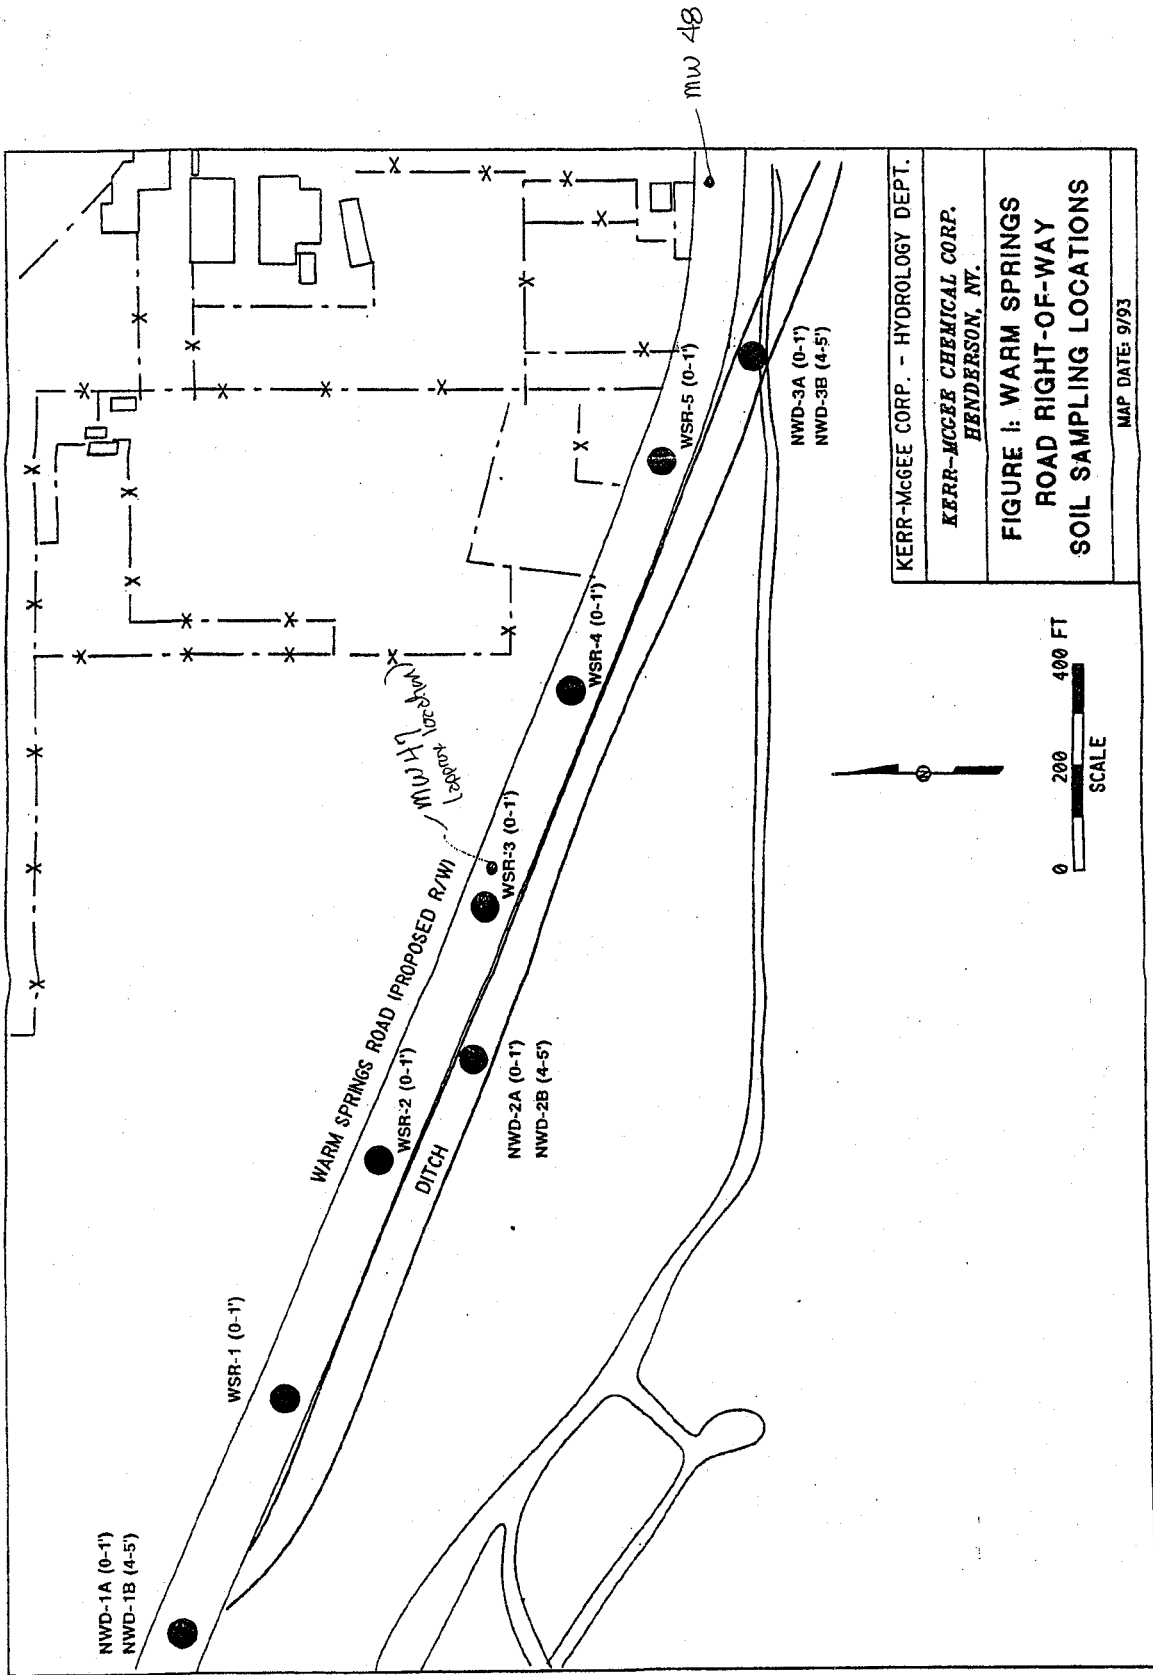 NWD-1A (0-1')
NWD-1B (4-5')
WSR-1 (0-1')
WARM SPRINGS ROAD (PROPOSED R/W)
WSR-2 (0-1')
DITCH
NWD-2A (0-1')
NWD-2B (4-5')
MW47
(approx location)
WSR-3 (0-1')
WSR-4 (0-1')
WSR-5 (0-1')
NWD-3A (0-1')
NWD-3B (4-5')
MW 48
N
0 200 400 FT
SCALE
KERR-McGEE CORP. - HYDROLOGY DEPT.
KERR-MCGEE CHEMICAL CORP.
HENDERSON, NV.
FIGURE I: WARM SPRINGS
ROAD RIGHT-OF-WAY
SOIL SAMPLING LOCATIONS
MAP DATE: 9/93